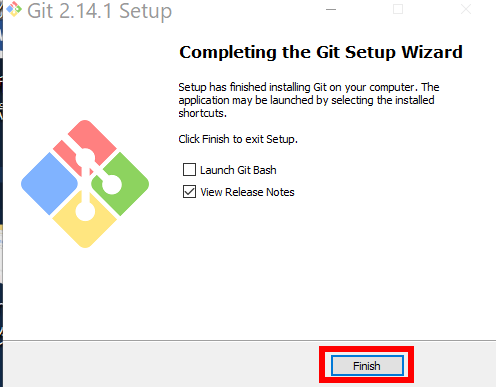 Git 2.14.1 Setup
Completing the Git Setup Wizard
Setup has finished installing Git on your computer. The
application may be launched by selecting the installed
shortcuts.
Click Finish to exit Setup.
Launch Git Bash
View Release Notes
Finish